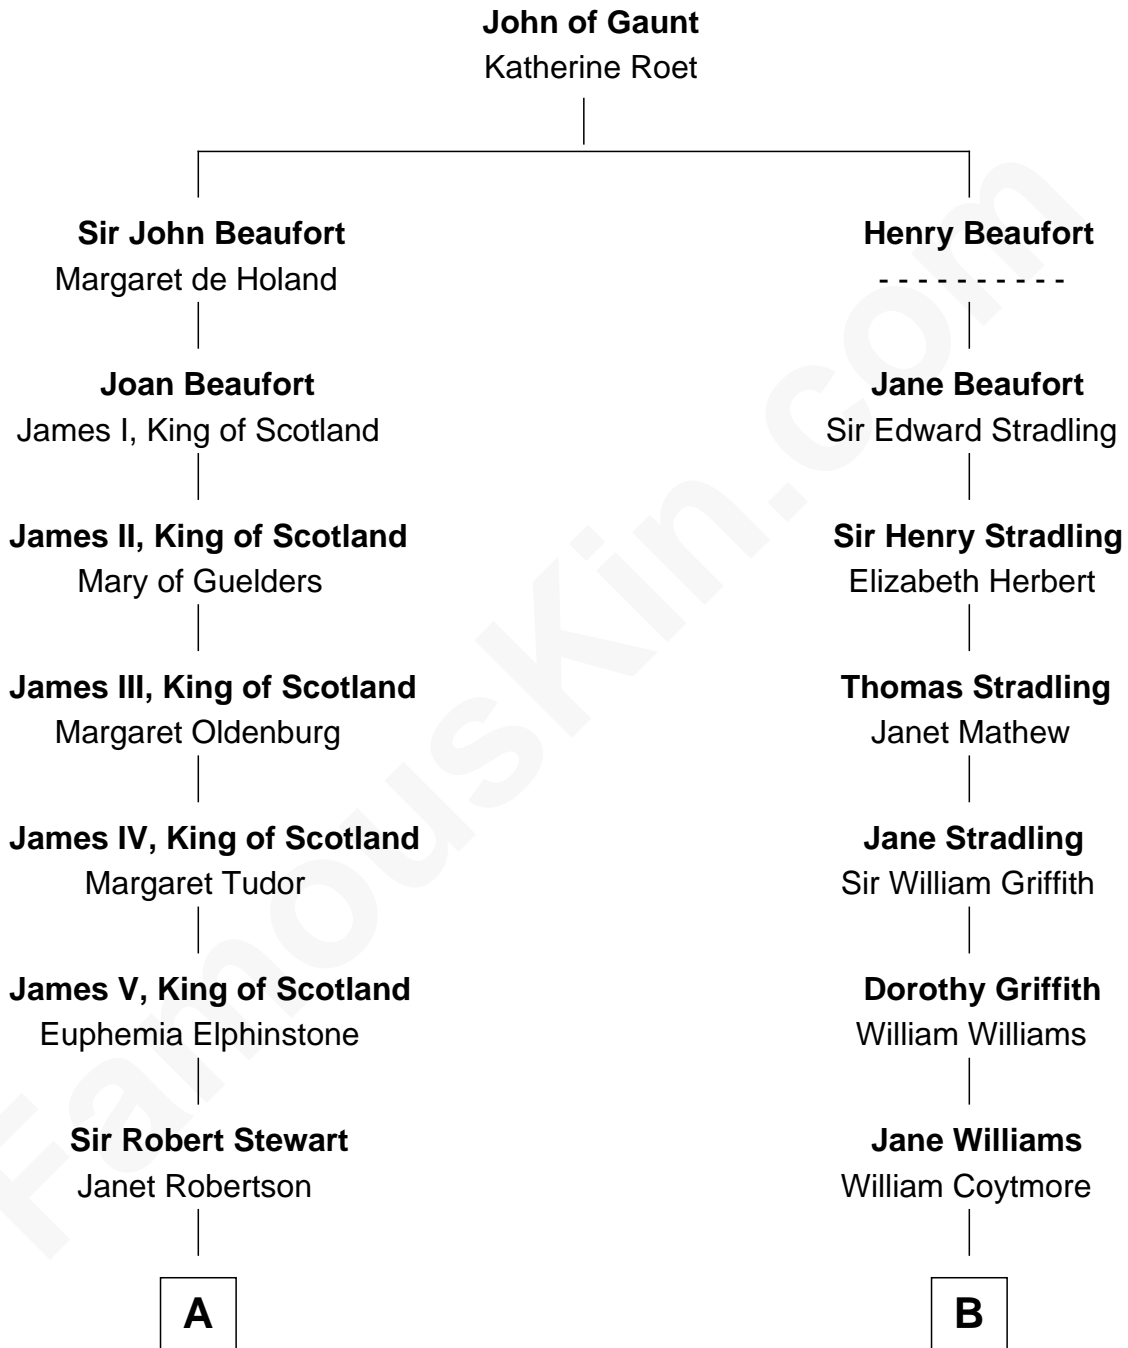 John of Gaunt
Katherine Roet
Sir John Beaufort
Margaret de Holand
Joan Beaufort
James I, King of Scotland
James II, King of Scotland
Mary of Guelders
James III, King of Scotland
Margaret Oldenburg
James IV, King of Scotland
Margaret Tudor
James V, King of Scotland
Euphemia Elphinstone
Sir Robert Stewart
Janet Robertson
A
Henry Beaufort
- - - - - - - - - -
Jane Beaufort
Sir Edward Stradling
Sir Henry Stradling
Elizabeth Herbert
Thomas Stradling
Janet Mathew
Jane Stradling
Sir William Griffith
Dorothy Griffith
William Williams
Jane Williams
William Coytmore
B
FamousKin.com